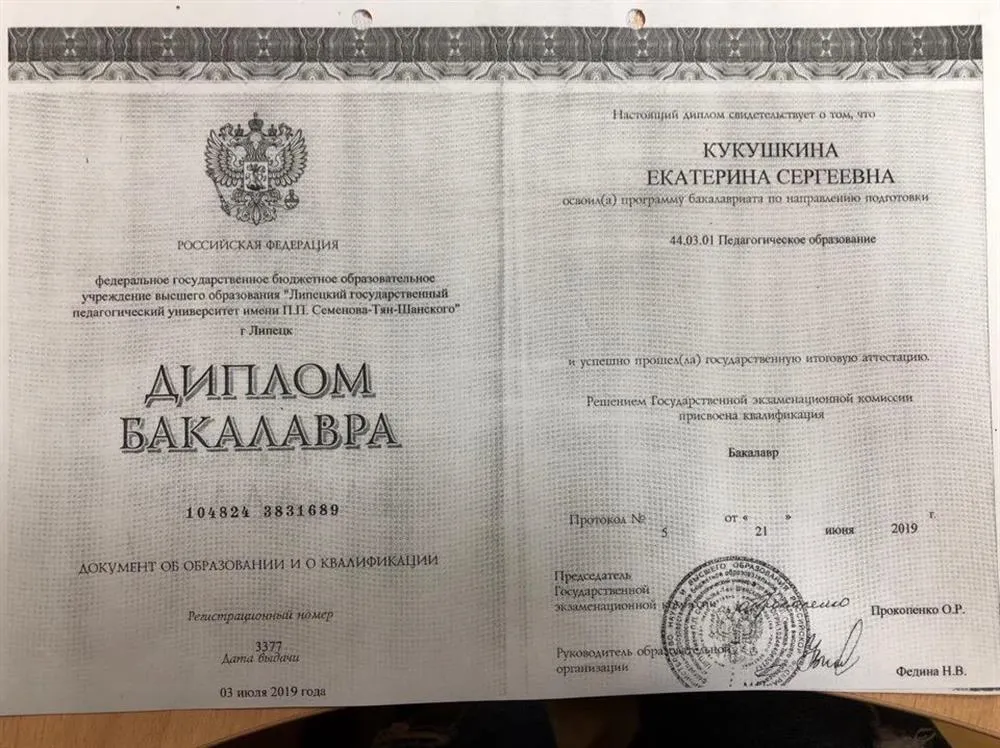 РОССИЙСКАЯ ФЕДЕРАЦИЯ
федеральное государственное бюджетное образовательное
учреждение высшего образования "Липецкий государственный
педагогический университет имени П.П. Семенова-Тян-Шанского"
г Липецк
ДИПЛОМ
БАКАЛАВРА
104824 3831689
ДОКУМЕНТ ОБ ОБРАЗОВАНИИ И О КВАЛИФИКАЦИИ
Регистрационный номер
3377
Дата выдачи
03 июля 2019 года
Настоящий диплом свидетельствует о том, что
КУКУШКИНА
ЕКАТЕРИНА СЕРГЕЕВНА
освоил(а) программу бакалавриата по направлению подготовки
44.03.01 Педагогическое образование
и успешно прошел(ла) государственную итоговую аттестацию.
Решением Государственной экзаменационной комиссии
присвоена квалификация
Бакалавр
Протокол № 5 от « 21 » июня 2019 г.
Председатель
Государственной
экзаменационной комиссии
Прокопенко О.Р.
Руководитель образовательной
организации
Федина Н.В.